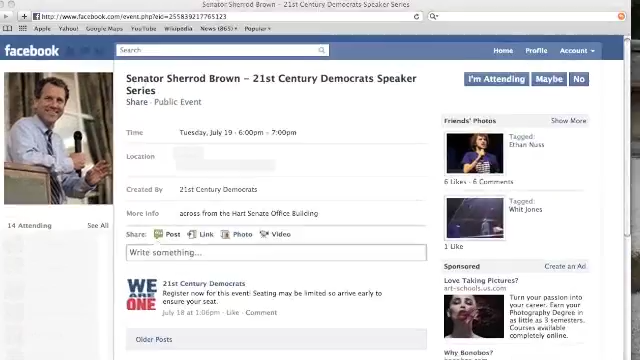 Senator Sherrod Brown – 21st Century Democrats Speaker Series
http://www.facebook.com/event.php?eid=255839217765123
Apple
Yahoo!
Google Maps
YouTube
Wikipedia
News (865)
Popular
facebook
Search
Home
Profile
Account
Senator Sherrod Brown – 21st Century Democrats Speaker
Series
Share · Public Event
I'm Attending
Maybe
No
Time
Tuesday, July 19 · 6:00pm – 7:00pm
Location
Created By
21st Century Democrats
More Info
across from the Hart Senate Office Building
14 Attending
See All
Share:
Post
Link
Photo
Video
Write something...
WE
ARE
ONE
21st Century Democrats
Register now for this event! Seating may be limited so arrive early to
ensure your seat.
July 18 at 1:06pm · Like · Comment
Older Posts
Friends' Photos
Show More
Tagged:
Ethan Nuss
6 Likes · 6 Comments
Tagged:
Whit Jones
1 Like
Sponsored
Create an Ad
Love Taking Pictures?
art-schools.us.com
Turn your passion into
your career. Earn your
Photography Degree in
as little as 3 semesters.
Courses available
completely online.
Why Bonobos?